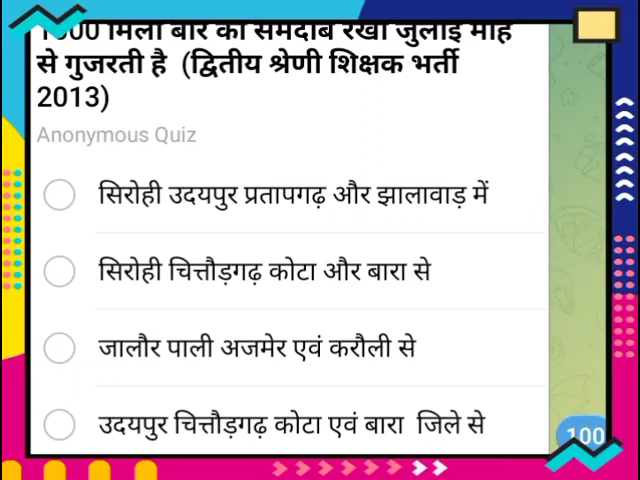 1000 मिली बार की समदाब रेखा जुलाई माह
से गुजरती है (द्वितीय श्रेणी शिक्षक भर्ती
2013)
Anonymous Quiz
सिरोही उदयपुर प्रतापगढ़ और झालावाड़ में
सिरोही चित्तौड़गढ़ कोटा और बारा से
जालौर पाली अजमेर एवं करौली से
उदयपुर चित्तौड़गढ़ कोटा एवं बारा जिले से
100